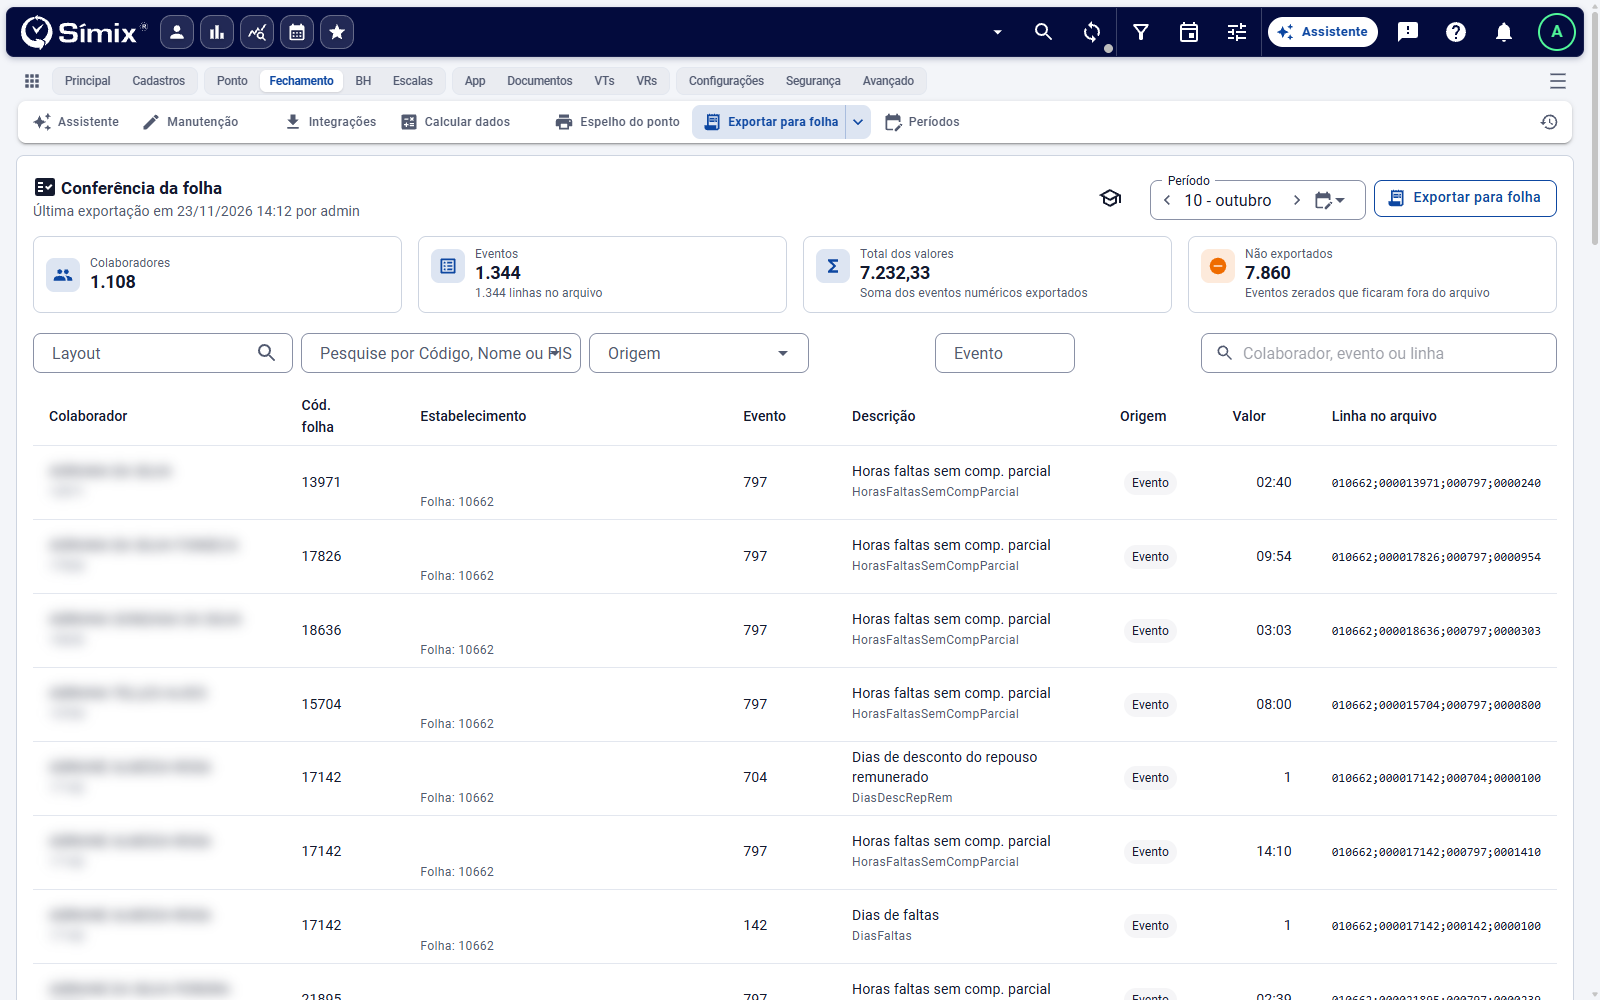 Símix®
Assistente
A
Principal Cadastros Ponto Fechamento BH Escalas App Documentos VTs VRs Configurações Segurança Avançado
Assistente Manutenção Integrações Calcular dados Espelho do ponto Exportar para folha Períodos
Conferência da folha
Última exportação em 23/11/2026 14:12 por admin
Período
10 - outubro
Exportar para folha
Colaboradores
1.108
Eventos
1.344
1.344 linhas no arquivo
Total dos valores
7.232,33
Soma dos eventos numéricos exportados
Não exportados
7.860
Eventos zerados que ficaram fora do arquivo
Layout
Pesquise por Código, Nome ou PIS
Origem
Evento
Colaborador, evento ou linha
Colaborador Cód. folha Estabelecimento Evento Descrição Origem Valor Linha no arquivo
13971 Folha: 10662 797 Horas faltas sem comp. parcial Evento 02:40 010662;000013971;000797;0000240
HorasFaltasSemCompParcial
17826 Folha: 10662 797 Horas faltas sem comp. parcial Evento 09:54 010662;000017826;000797;0000954
HorasFaltasSemCompParcial
18636 Folha: 10662 797 Horas faltas sem comp. parcial Evento 03:03 010662;000018636;000797;0000303
HorasFaltasSemCompParcial
15704 Folha: 10662 797 Horas faltas sem comp. parcial Evento 08:00 010662;000015704;000797;0000800
HorasFaltasSemCompParcial
17142 Folha: 10662 704 Dias de desconto do repouso remunerado Evento 1 010662;000017142;000704;0000100
DiasDescRepRem
17142 Folha: 10662 797 Horas faltas sem comp. parcial Evento 14:10 010662;000017142;000797;0001410
HorasFaltasSemCompParcial
17142 Folha: 10662 142 Dias de faltas Evento 1 010662;000017142;000142;0000100
DiasFaltas
21895 797 Horas faltas sem comp. parcial Evento 02:39 010662;000021895;000797;0000239